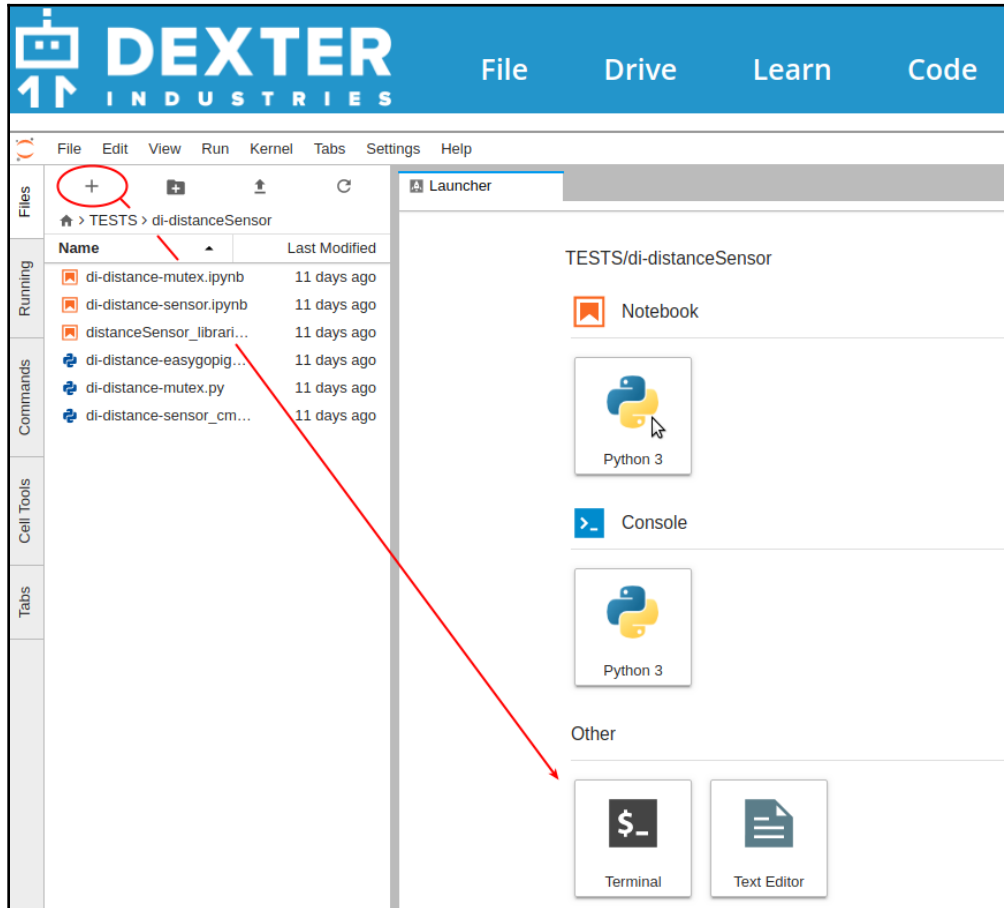 DEXTER
INDUSTRIES
File Drive Learn Code
File Edit View Run Kernel Tabs Settings Help
Files
Running
Commands
Cell Tools
Tabs
+
> TESTS > di-distanceSensor
Name Last Modified
di-distance-mutex.ipynb 11 days ago
di-distance-sensor.ipynb 11 days ago
distanceSensor_librari... 11 days ago
di-distance-easygopig... 11 days ago
di-distance-mutex.py 11 days ago
di-distance-sensor_cm... 11 days ago
Launcher
TESTS/di-distanceSensor
Notebook
Python 3
>_ Console
Python 3
Other
$_
Terminal Text Editor